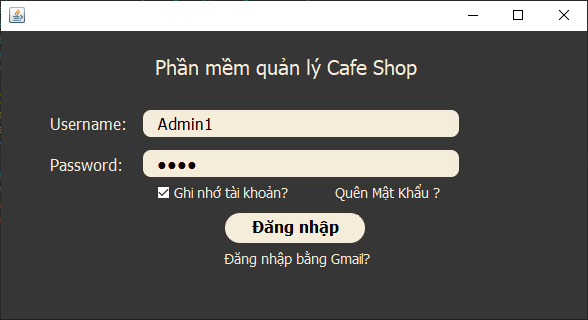 Phần mềm quản lý Cafe Shop
Username: Admin1
Password: ●●●●
Ghi nhớ tài khoản? Quên Mật Khẩu ?
Đăng nhập
Đăng nhập bằng Gmail?